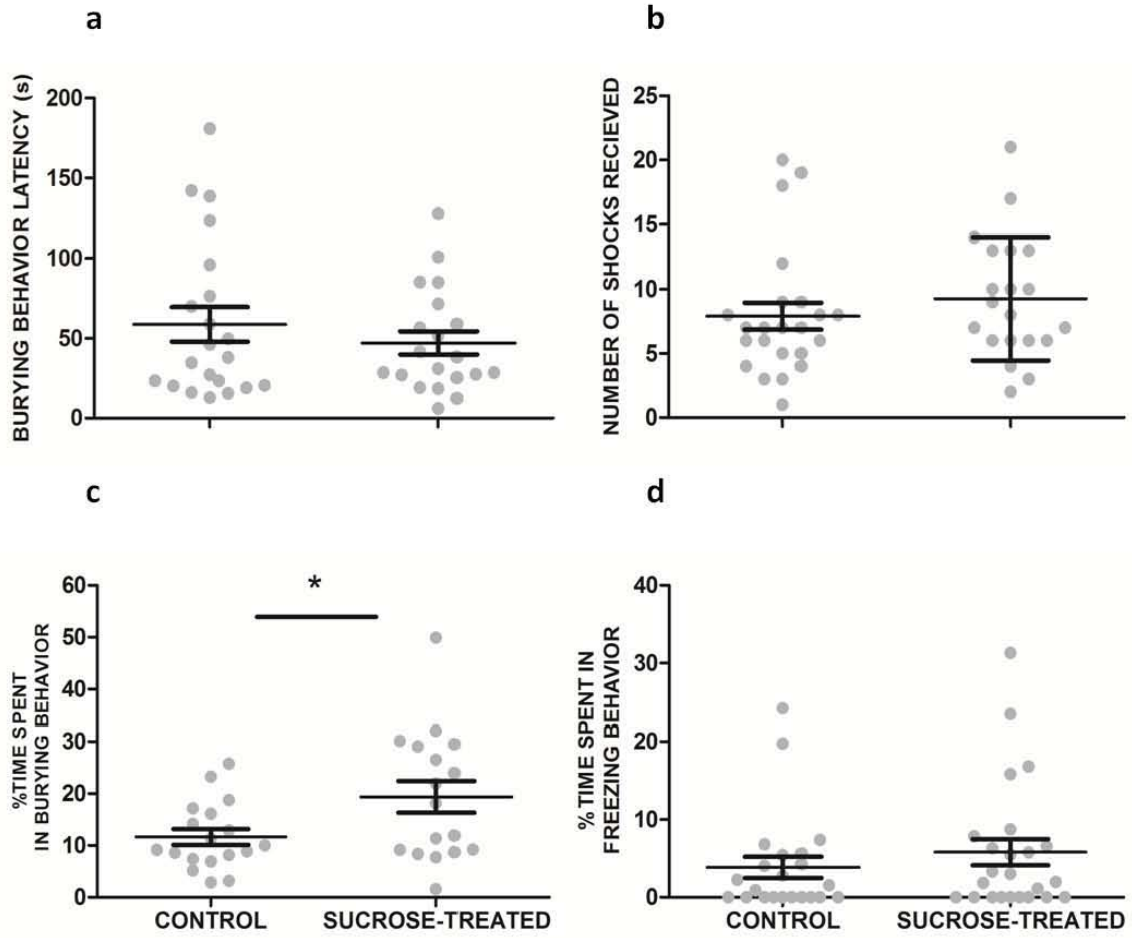 a
BURYING BEHAVIOR LATENCY (s)
200
150
100
50
0
b
NUMBER OF SHOCKS RECIEVED
25
20
15
10
5
0
c
%TIME SPENT
IN BURYING BEHAVIOR
60
50
40
30
20
10
0
*
CONTROL
SUCROSE-TREATED
d
% TIME SPENT IN
FREEZING BEHAVIOR
40
30
20
10
0
CONTROL
SUCROSE-TREATED